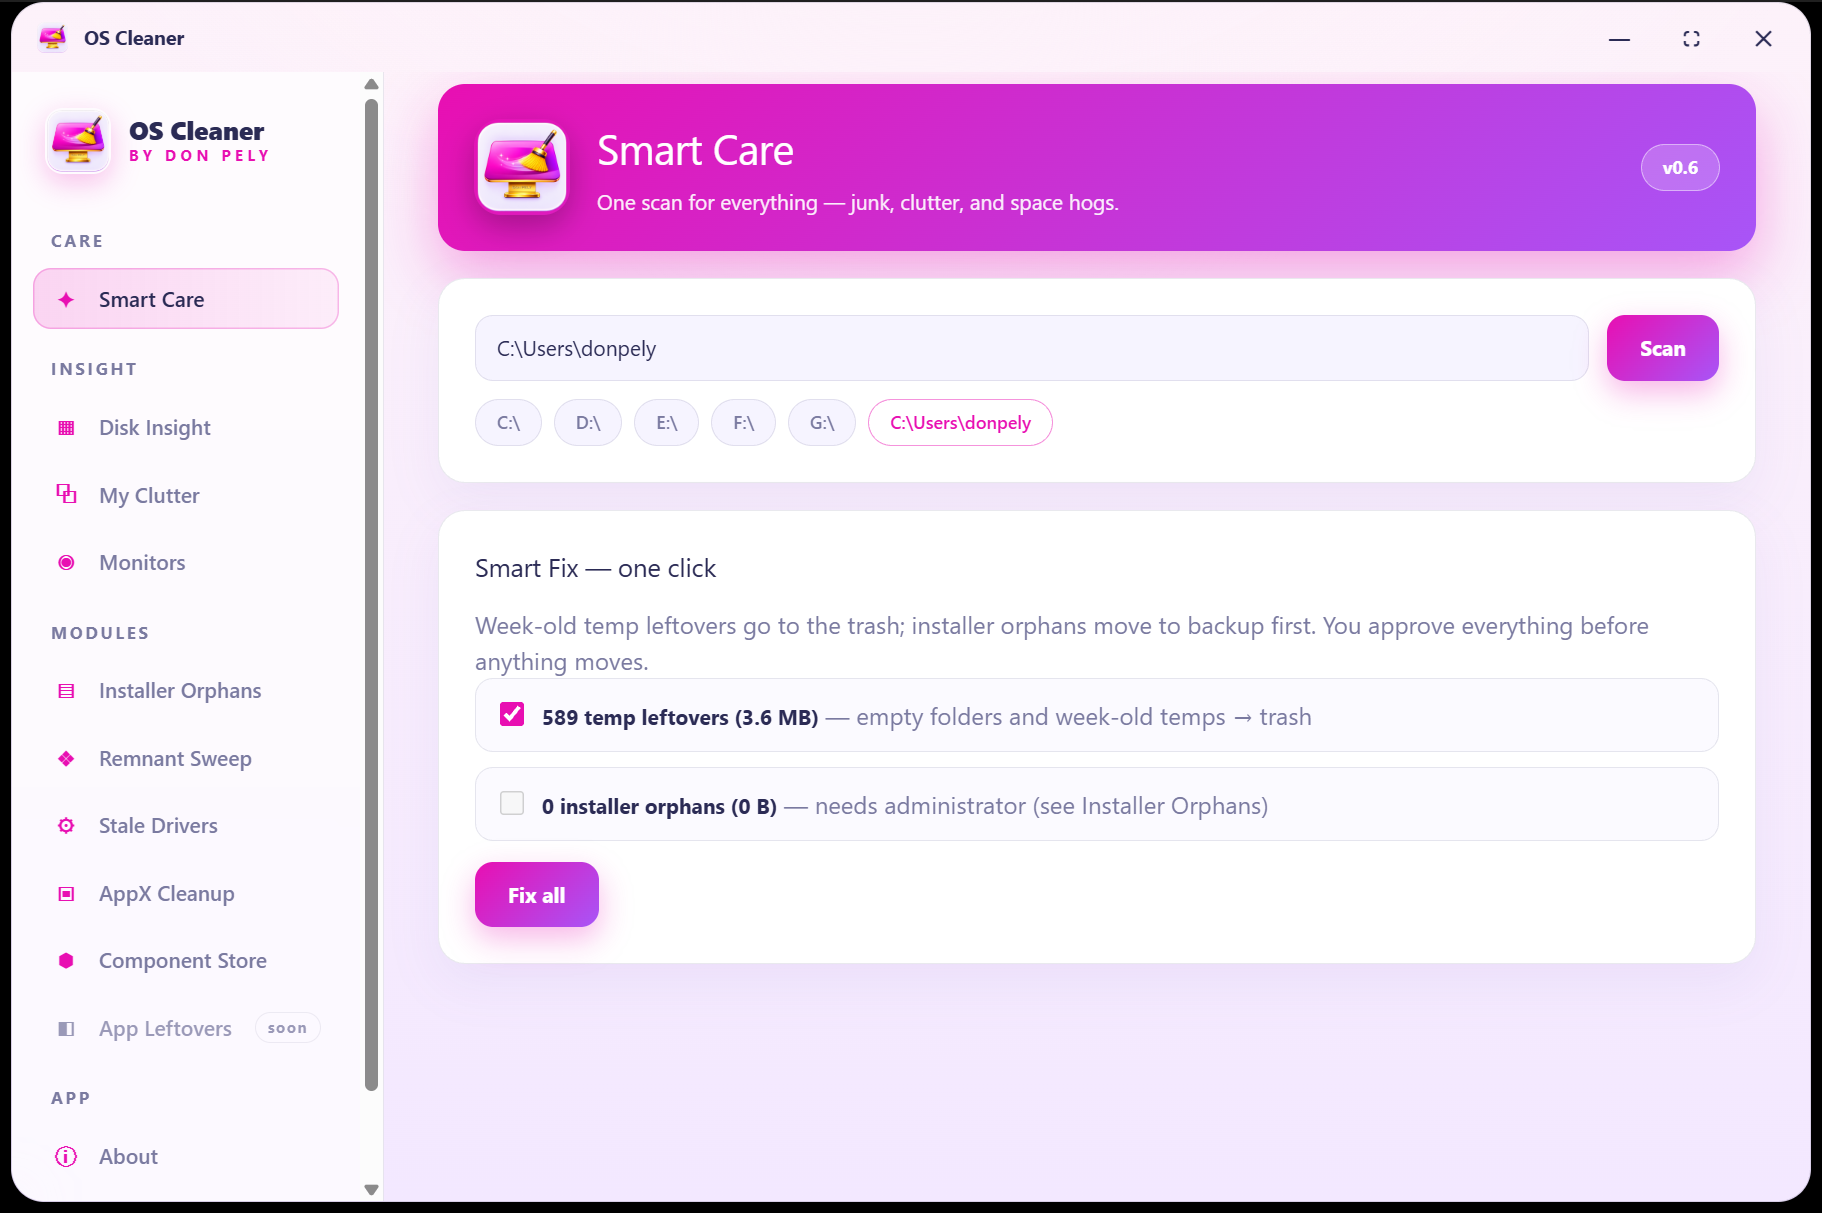 OS Cleaner
OS Cleaner
BY DON PELY
CARE
Smart Care
INSIGHT
Disk Insight
My Clutter
Monitors
MODULES
Installer Orphans
Remnant Sweep
Stale Drivers
AppX Cleanup
Component Store
App Leftovers soon
APP
About
Smart Care
One scan for everything — junk, clutter, and space hogs.
v0.6
C:\Users\donpely
Scan
C:\ D:\ E:\ F:\ G:\ C:\Users\donpely
Smart Fix — one click
Week-old temp leftovers go to the trash; installer orphans move to backup first. You approve everything before
anything moves.
589 temp leftovers (3.6 MB) — empty folders and week-old temps → trash
0 installer orphans (0 B) — needs administrator (see Installer Orphans)
Fix all